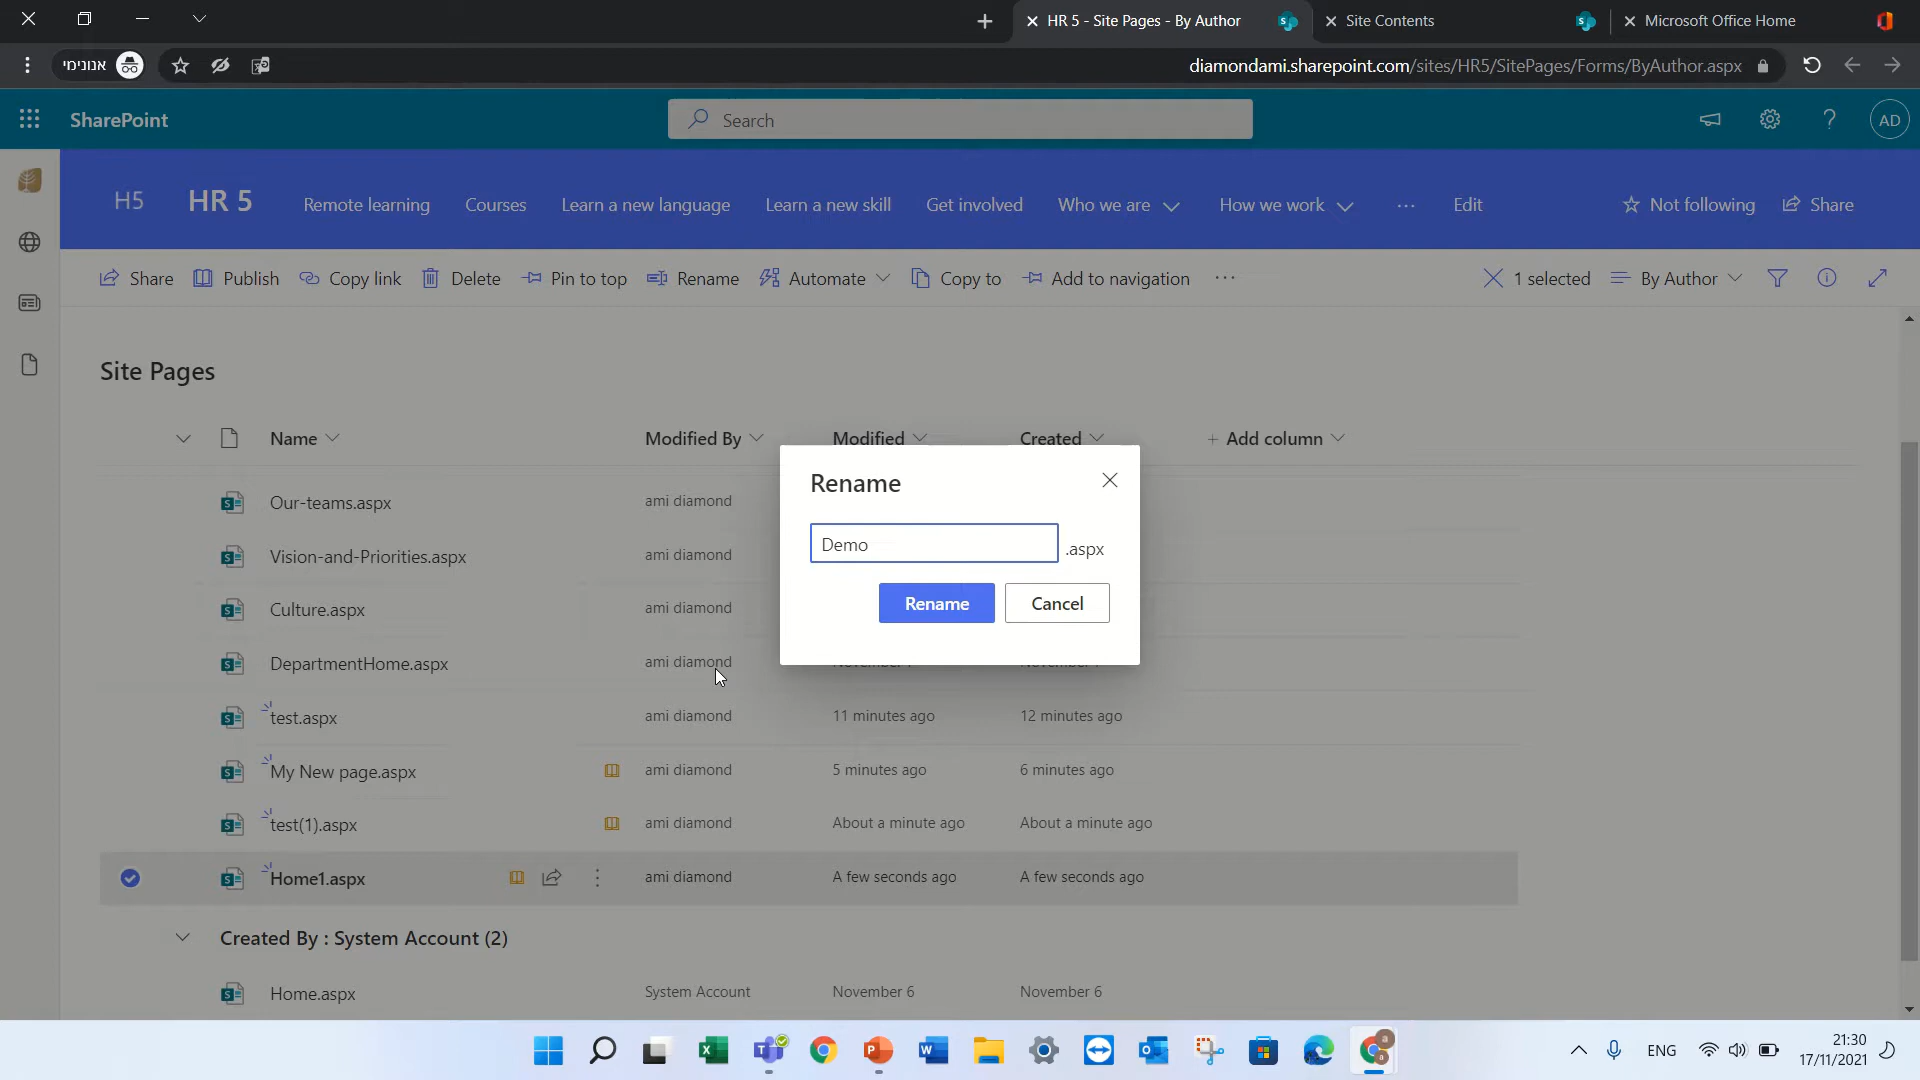 HR 5 - Site Pages - By Author
Site Contents
Microsoft Office Home
אנונימי
diamondami.sharepoint.com/sites/HR5/SitePages/Forms/ByAuthor.aspx
SharePoint
Search
AD
H5
HR 5
Remote learning
Courses
Learn a new language
Learn a new skill
Get involved
Who we are
How we work
Edit
Not following
Share
Share
Publish
Copy link
Delete
Pin to top
Rename
Automate
Copy to
Add to navigation
1 selected
By Author
Site Pages
Name
Modified By
Modified
Created
Add column
Our-teams.aspx
ami diamond
Vision-and-Priorities.aspx
ami diamond
Culture.aspx
ami diamond
DepartmentHome.aspx
ami diamond
test.aspx
ami diamond
11 minutes ago
12 minutes ago
My New page.aspx
ami diamond
5 minutes ago
6 minutes ago
test(1).aspx
ami diamond
About a minute ago
About a minute ago
Home1.aspx
ami diamond
A few seconds ago
A few seconds ago
Created By : System Account (2)
Home.aspx
System Account
November 6
November 6
Rename
Demo
.aspx
Rename
Cancel
ENG
21:30
17/11/2021